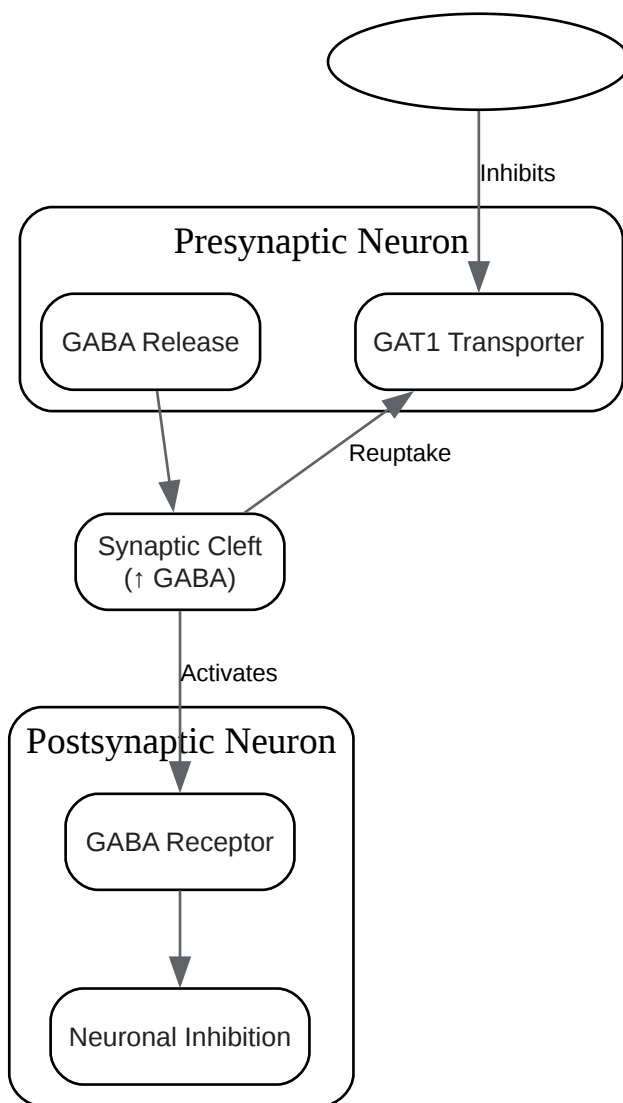 Inhibits
Presynaptic Neuron
GABA Release
GAT1 Transporter
Reuptake
Synaptic Cleft
(↑ GABA)
Activates
Postsynaptic Neuron
GABA Receptor
Neuronal Inhibition